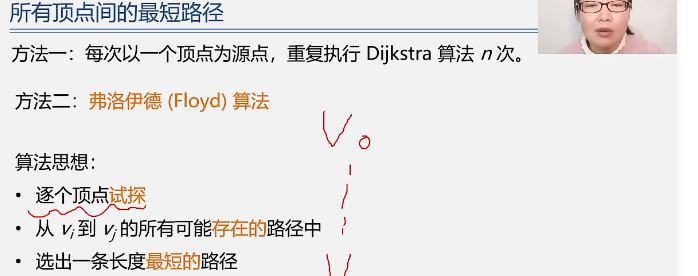 所有顶点间的最短路径
方法一：每次以一个顶点为源点，重复执行 Dijkstra 算法 n 次。
方法二：弗洛伊德 (Floyd) 算法
V0
算法思想：
• 逐个顶点试探
• 从 vi 到 vj 的所有可能存在的路径中
• 选出一条长度最短的路径